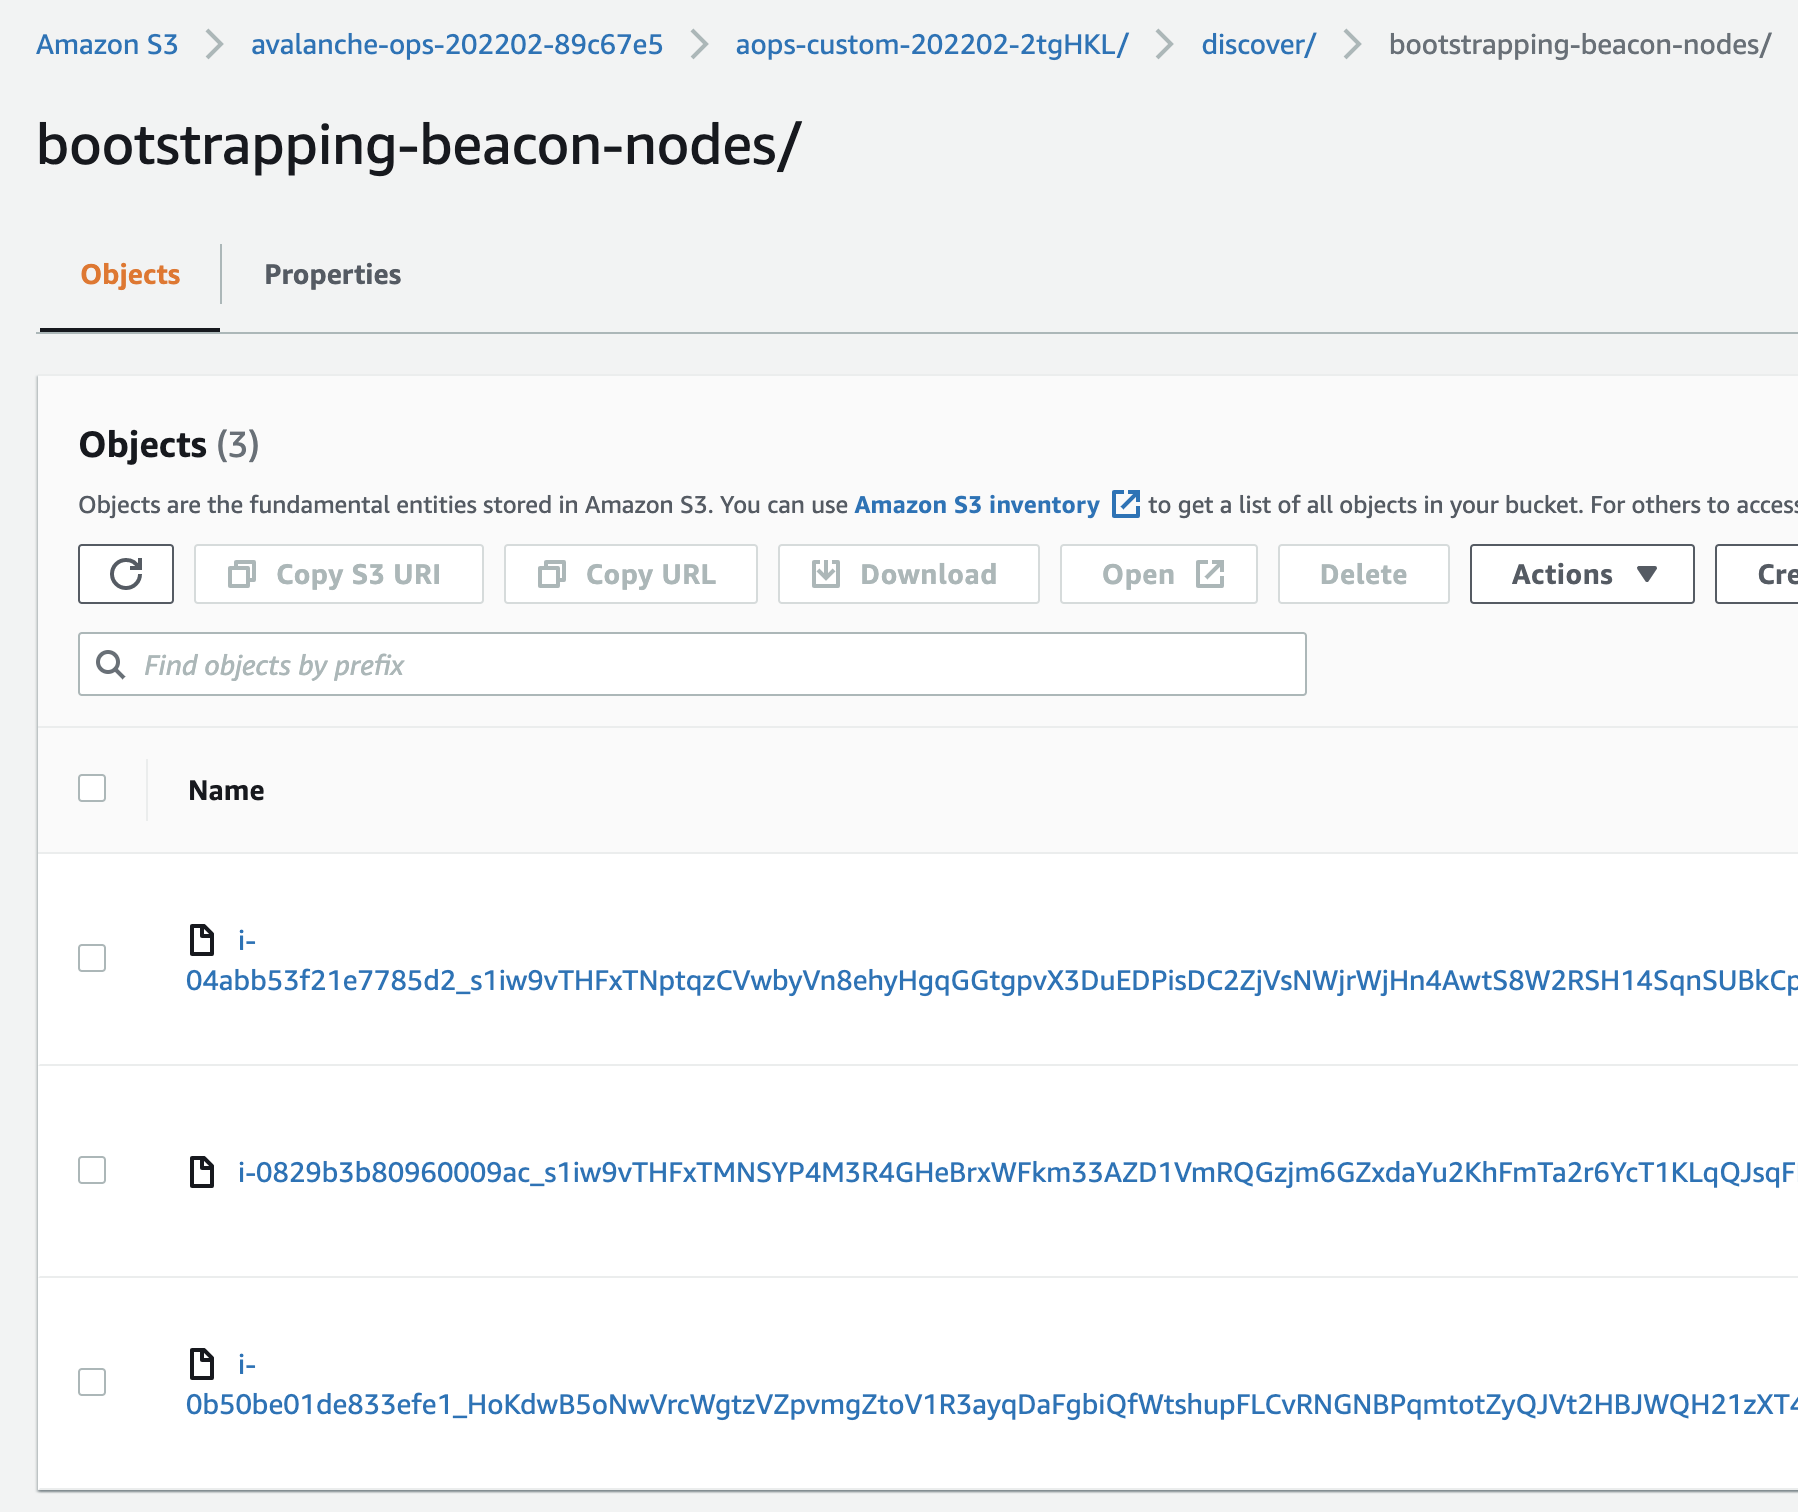 Amazon S3 > avalanche-ops-202202-89c67e5 > aops-custom-202202-2tgHKL/ > discover/ > bootstrapping-beacon-nodes/
bootstrapping-beacon-nodes/
Objects Properties
Objects (3)
Objects are the fundamental entities stored in Amazon S3. You can use Amazon S3 inventory to get a list of all objects in your bucket. For others to access
Copy S3 URI Copy URL Download Open Delete Actions Cre
Find objects by prefix
Name
i-
04abb53f21e7785d2_s1iw9vTHFxTNptqzCVwbyVn8ehyHgqGGtgpvX3DuEDPisDC2ZjVsNWjrWjHn4AwtS8W2RSH14SqnSUBkCp
i-0829b3b80960009ac_s1iw9vTHFxTMNSYP4M3R4GHeBrxWFkm33AZD1VmRQGzjm6GZxdaYu2KhFmTa2r6YcT1KLqQJsqF
i-
0b50be01de833efe1_HoKdwB5oNwVrcWgtzVZpvmgZtoV1R3ayqDaFgbiQfWtshupFLCvRNGNBPqmtotZyQJVt2HBJWQH21zXT4